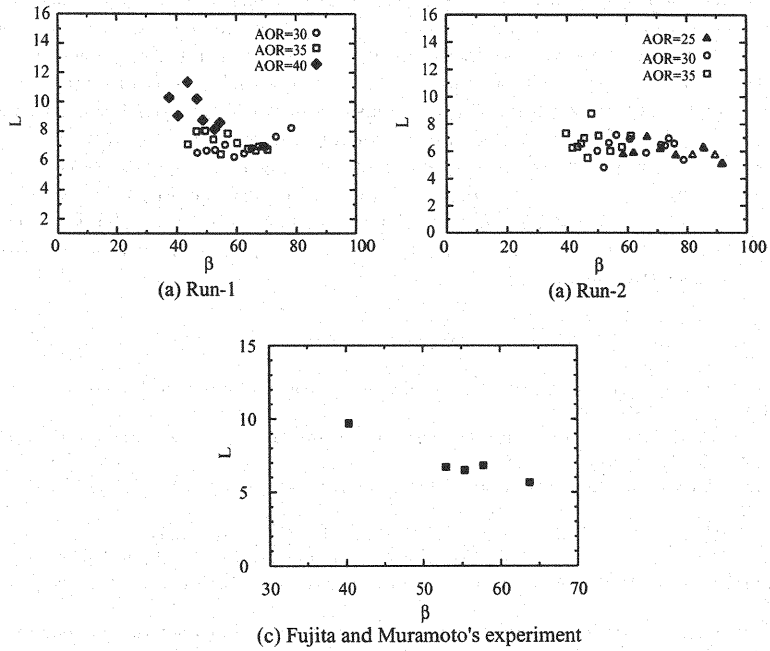 16
14
12
10
8
6
4
2
L
AOR=30
AOR=35
AOR=40
0 20 40 60 80 100
β
(a) Run-1
16
14
12
10
8
6
4
2
0
L
AOR=25
AOR=30
AOR=35
0 20 40 60 80 100
β
(a) Run-2
15
10
5
0
L
30 40 50 60 70
β
(c) Fujita and Muramoto's experiment